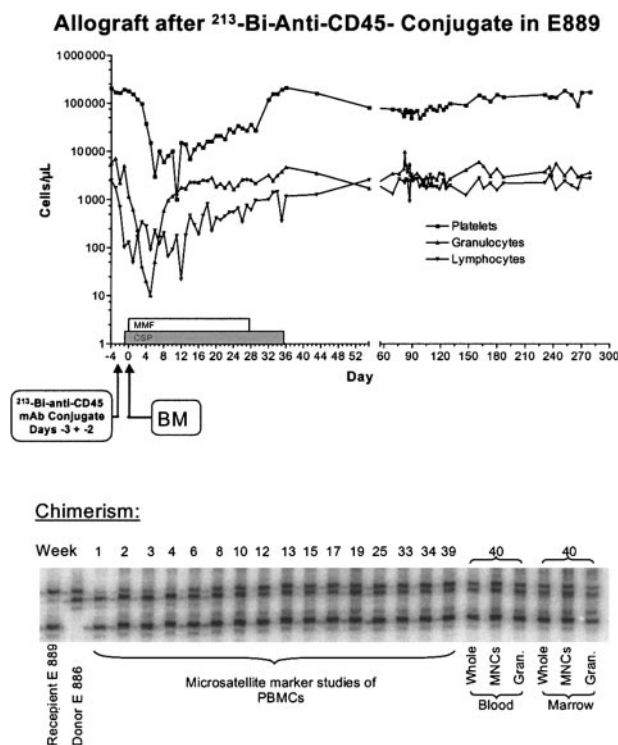 Allograft after ²¹³-Bi-Anti-CD45- Conjugate in E889
1000000
100000
10000
1000
100
10
1
Cells/µL
Platelets
Granulocytes
Lymphocytes
MMF
CSP
-4 0 4 8 12 16 20 24 28 32 36 40 44 48 52 60 90 120 150 180 210 240 270 300
Day
²¹³-Bi-anti-CD45
mAb Conjugate
Days -3 + -2
BM
Chimerism:
Week 1 2 3 4 6 8 10 12 13 15 17 19 25 33 34 39 40 40
Recepient E 889
Donor E 886
Microsatellite marker studies of
PBMCs
Whole
MNCs
Gran.
Blood
Whole
MNCs
Gran.
Marrow